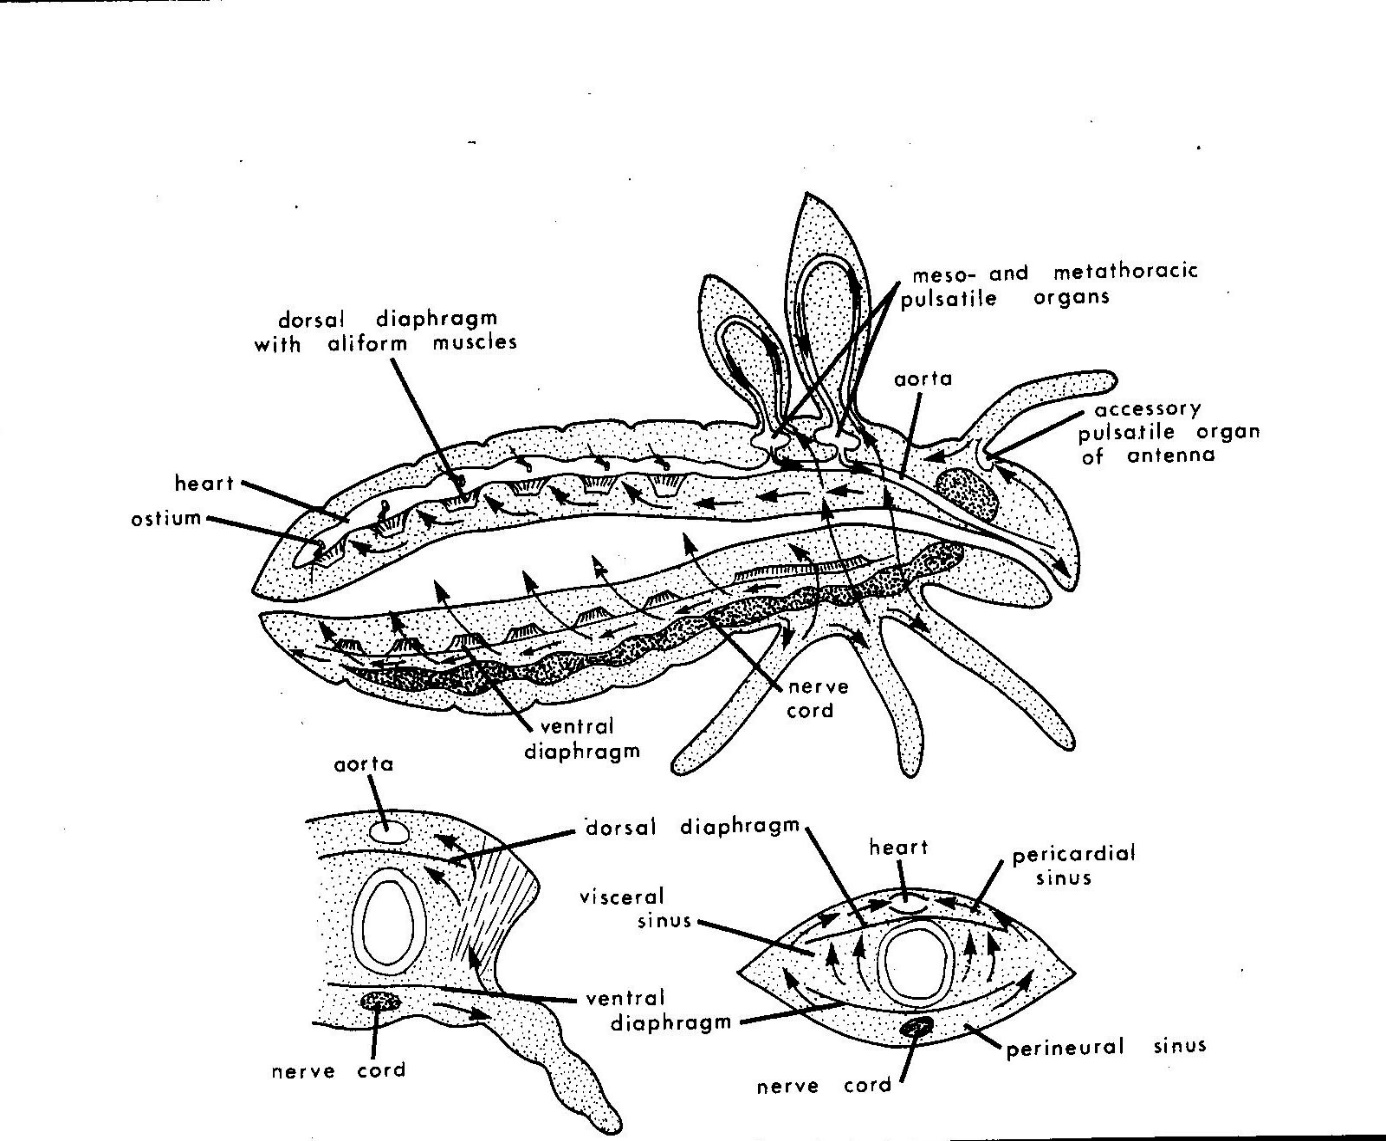 meso- and metathoracic
pulsatile organs
dorsal diaphragm
with aliform muscles
aorta
accessory
pulsatile organ
of antenna
heart
ostium
nerve
cord
ventral
diaphragm
aorta
dorsal diaphragm
heart
pericardial
sinus
visceral
sinus
ventral
diaphragm
perineural sinus
nerve cord
nerve cord